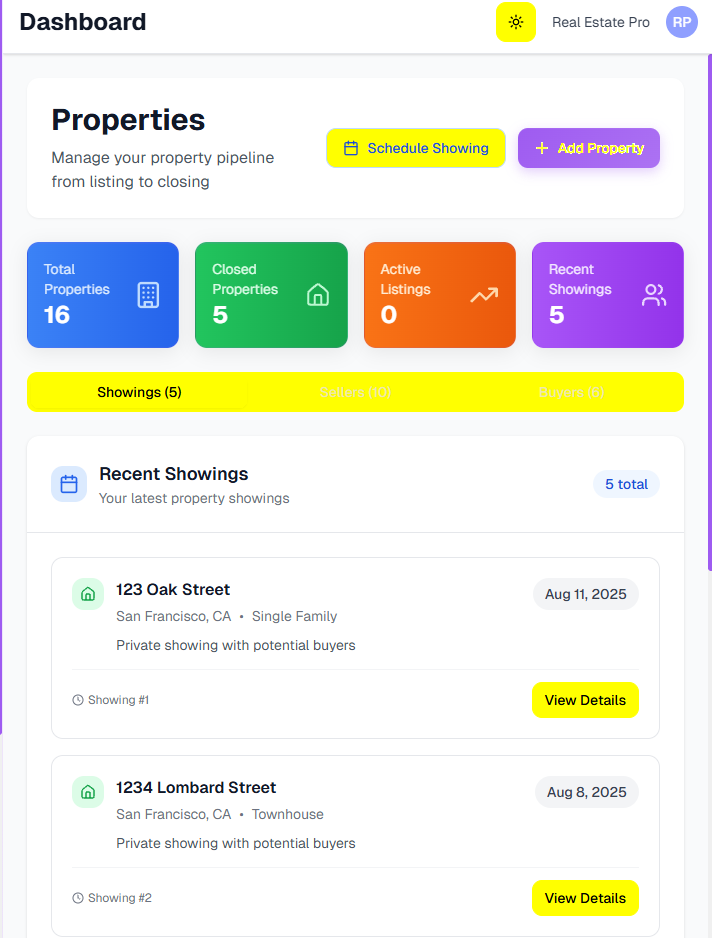 Dashboard
Real Estate Pro
RP
Properties
Manage your property pipeline
from listing to closing
Schedule Showing
Add Property
Total
Properties
16
Closed
Properties
5
Active
Listings
0
Recent
Showings
5
Showings (5)
Sellers (10)
Buyers (6)
Recent Showings
Your latest property showings
5 total
123 Oak Street
Aug 11, 2025
San Francisco, CA • Single Family
Private showing with potential buyers
Showing #1
View Details
1234 Lombard Street
Aug 8, 2025
San Francisco, CA • Townhouse
Private showing with potential buyers
Showing #2
View Details